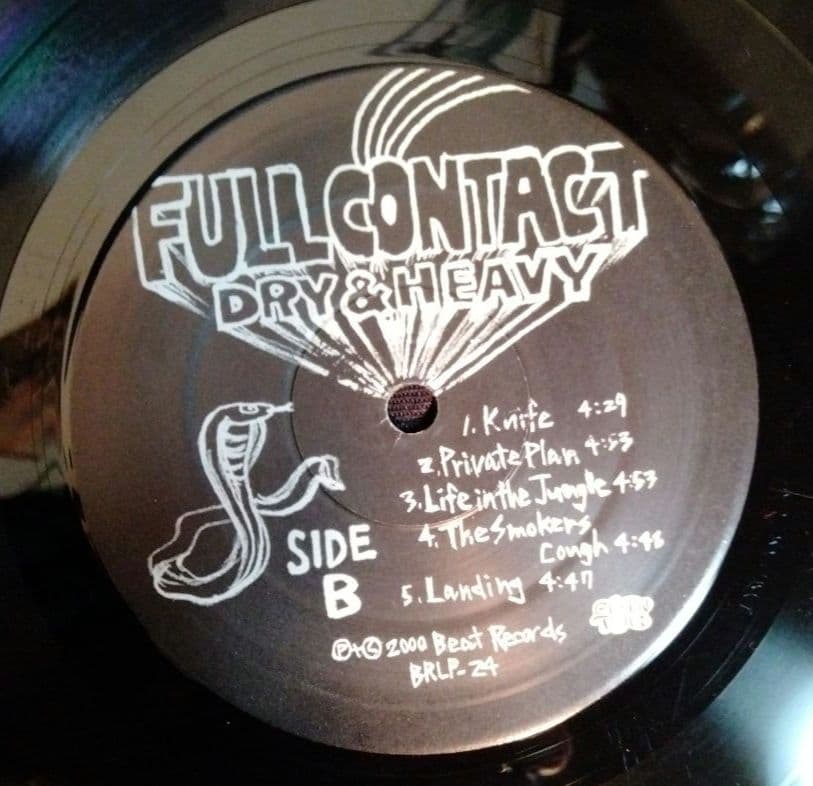 FULL CONTACT
DRY & HEAVY
1. Knife 4:29
2. Private Plan 4:53
3. Life in the Jungle 4:53
4. The Smokers
Cough 4:48
5. Landing 4:47
SIDE
B
℗+© 2000 Beat Records
BRLP-24